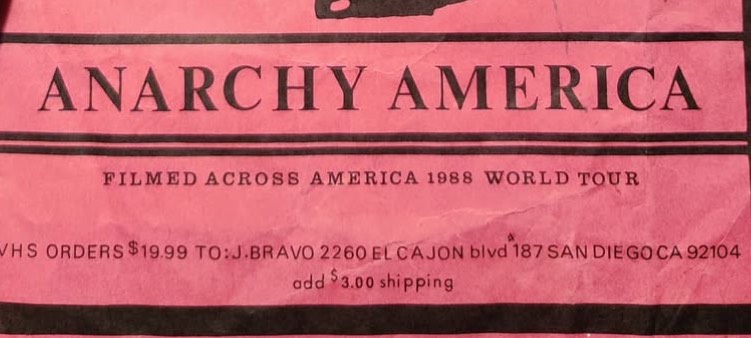 ANARCHY AMERICA
FILMED ACROSS AMERICA 1988 WORLD TOUR
VHS ORDERS $19.99 TO:J.BRAVO 2260 EL CAJON blvd 187 SAN DIEGO CA 92104
add $3.00 shipping